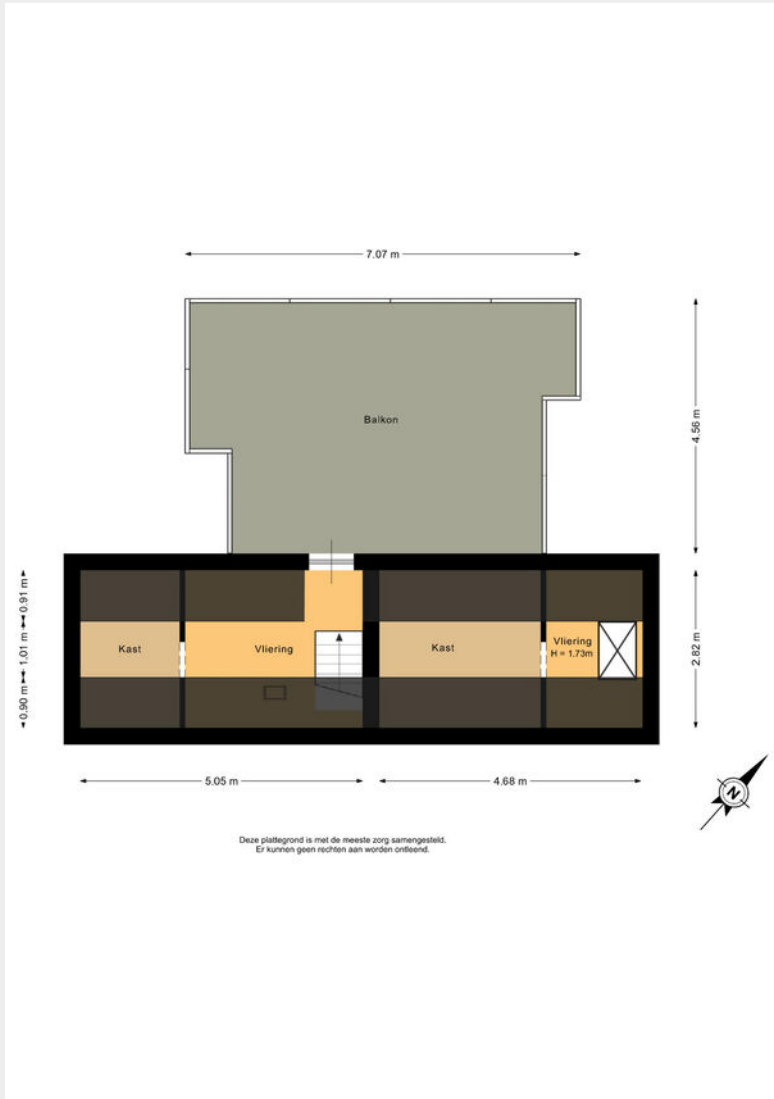 7.07 m
4.56 m
Balkon
0.91 m
1.01 m
0.90 m
Kast
Vliering
Kast
Vliering
H = 1.73m
2.82 m
5.05 m
4.68 m
N
Deze plattegrond is met de meeste zorg samengesteld.
Er kunnen geen rechten aan worden ontleend.